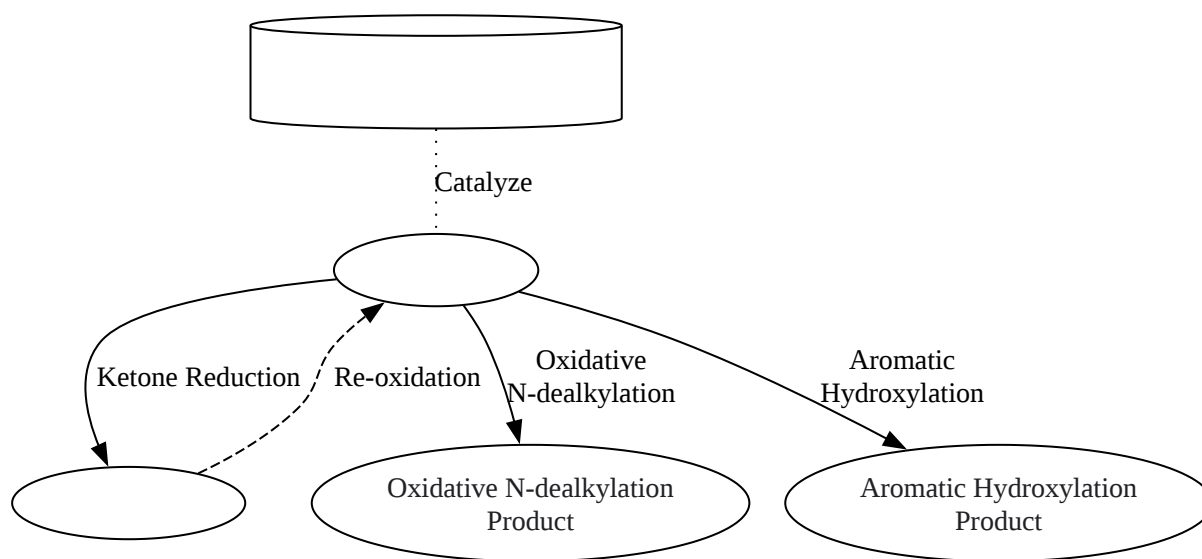 Catalyze
Ketone Reduction
Re-oxidation
Oxidative
N-dealkylation
Aromatic
Hydroxylation
Oxidative N-dealkylation
Product
Aromatic Hydroxylation
Product